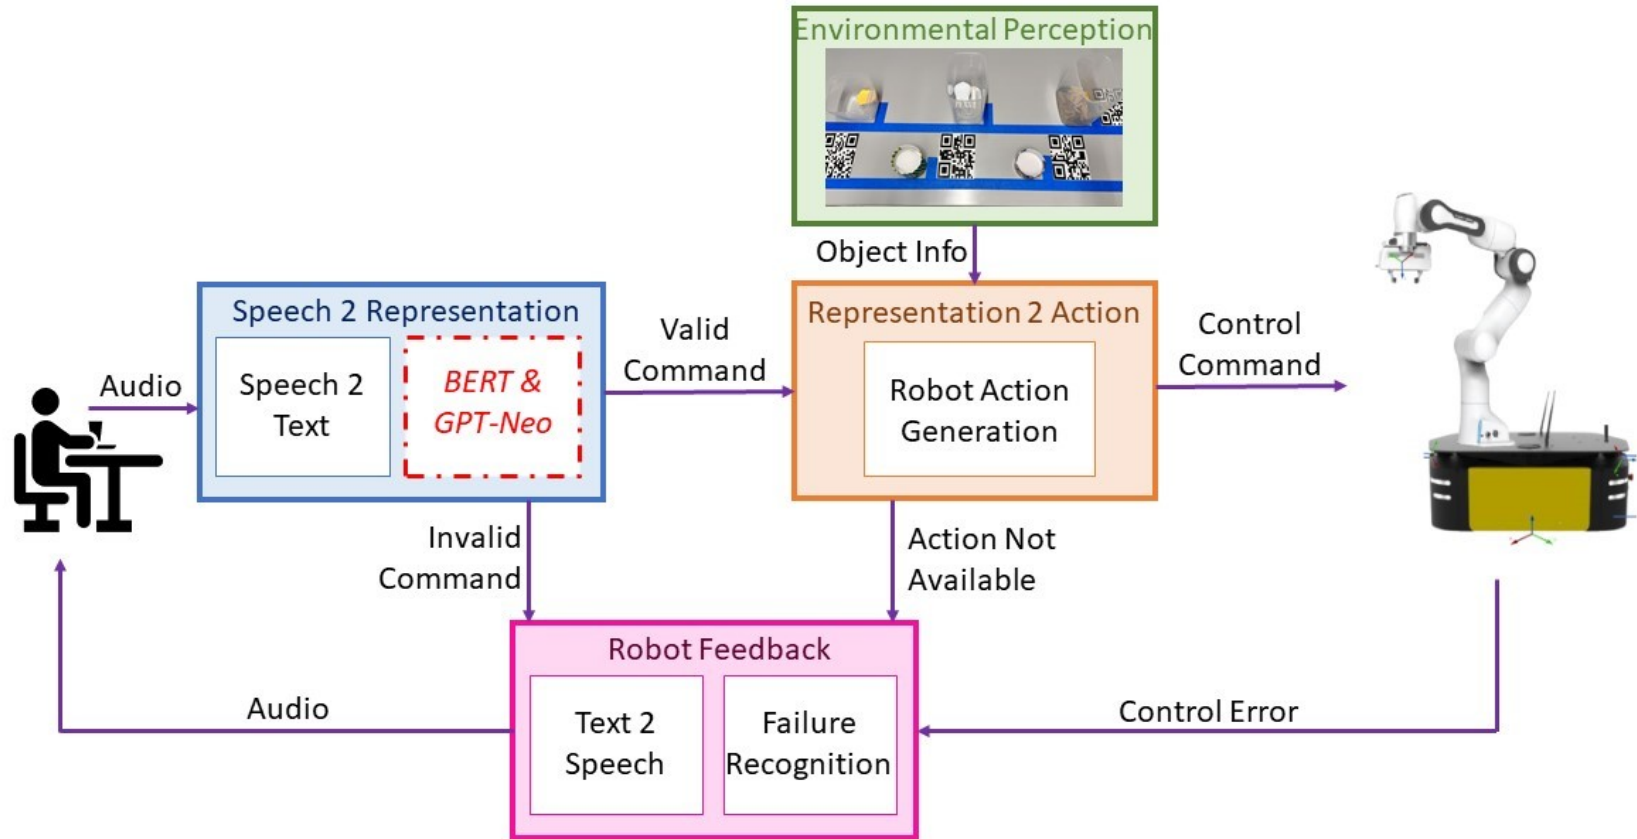 Environmental Perception
Object Info
Speech 2 Representation
Speech 2
Text
BERT &
GPT-Neo
Valid
Command
Representation 2 Action
Robot Action
Generation
Control
Command
Audio
Invalid
Command
Action Not
Available
Robot Feedback
Text 2
Speech
Failure
Recognition
Audio
Control Error